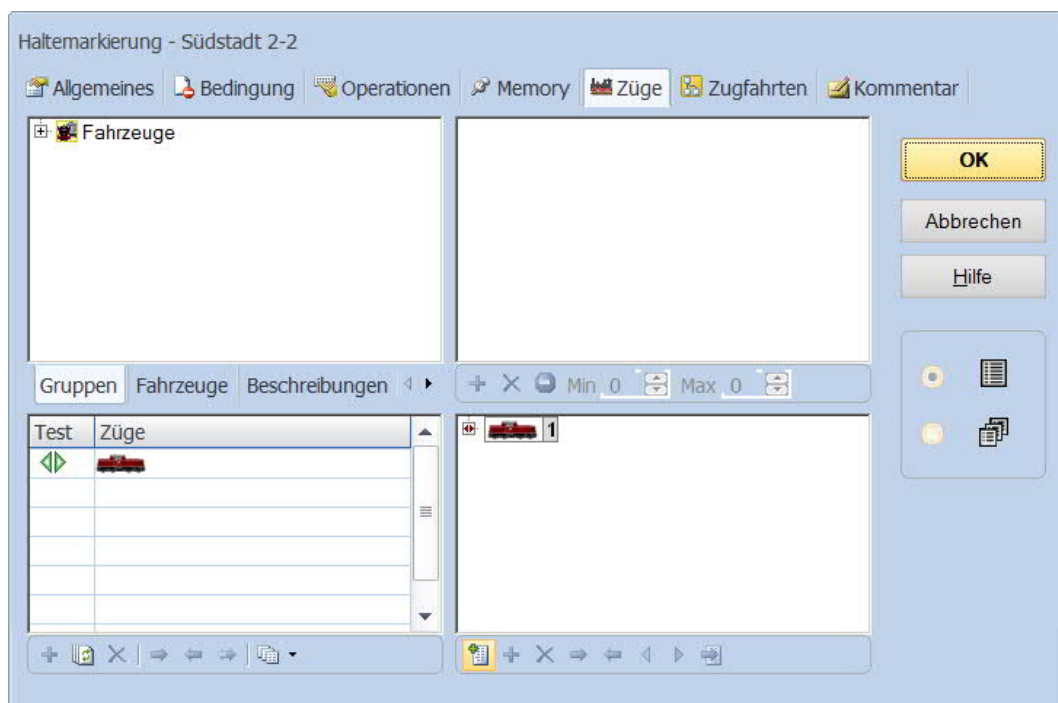 Haltemarkierung - Südstadt 2-2
Allgemeines Bedingung Operationen Memory Züge Zugfahrten Kommentar
Fahrzeuge
OK
Abbrechen
Hilfe
Gruppen Fahrzeuge Beschreibungen
Min 0 Max 0
Test Züge
1